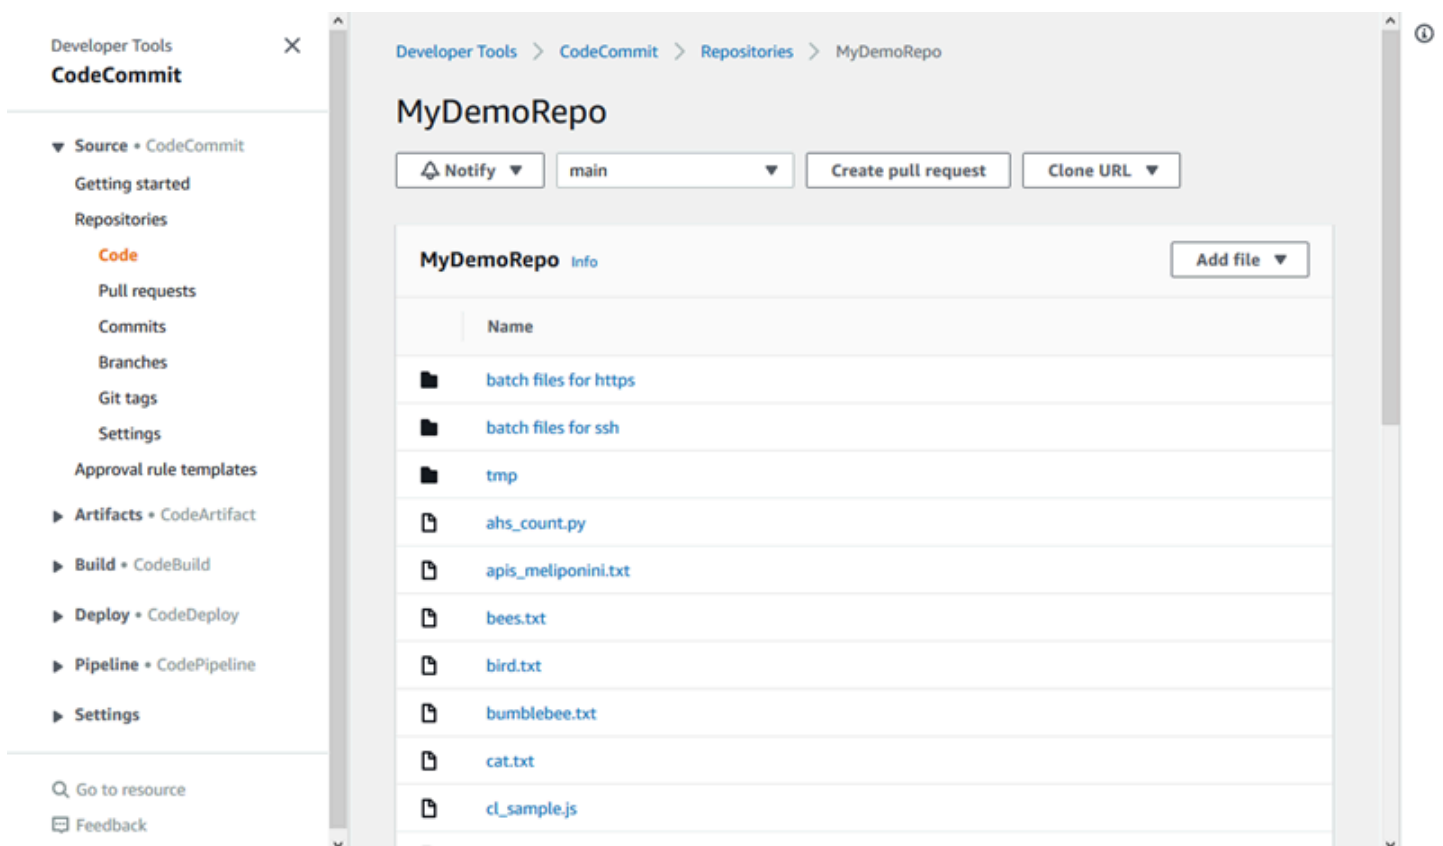 Developer Tools
CodeCommit
Source • CodeCommit
Getting started
Repositories
Code
Pull requests
Commits
Branches
Git tags
Settings
Approval rule templates
Artifacts • CodeArtifact
Build • CodeBuild
Deploy • CodeDeploy
Pipeline • CodePipeline
Settings
Go to resource
Feedback
Developer Tools > CodeCommit > Repositories > MyDemoRepo
MyDemoRepo
Notify main Create pull request Clone URL
MyDemoRepo Info Add file
Name
batch files for https
batch files for ssh
tmp
ahs_count.py
apis_meliponini.txt
bees.txt
bird.txt
bumblebee.txt
cat.txt
cl_sample.js